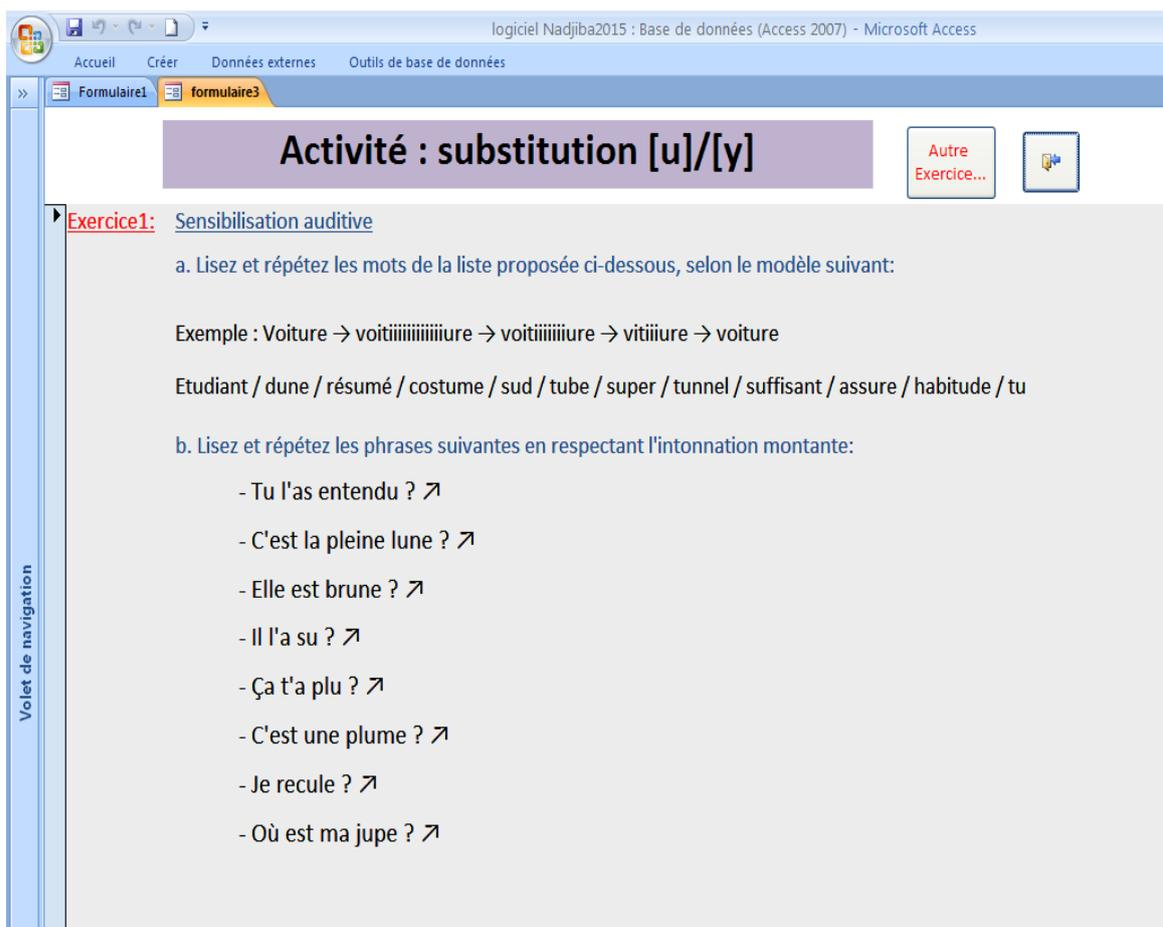 logiciel Nadjiba2015 : Base de données (Access 2007) - Microsoft Access
Accueil Créer Données externes Outils de base de données
» Formulaire1 formulaire3
Activité : substitution [u]/[y]
Autre
Exercice...
Exercice1: Sensibilisation auditive
a. Lisez et répétez les mots de la liste proposée ci-dessous, selon le modèle suivant:
Exemple : Voiture → voitiiiiiiiiiiiiure → voitiiiiiiiure → vitiiiure → voiture
Etudiant / dune / résumé / costume / sud / tube / super / tunnel / suffisant / assure / habitude / tu
b. Lisez et répétez les phrases suivantes en respectant l'intonnation montante:
- Tu l'as entendu ? ↗
- C'est la pleine lune ? ↗
- Elle est brune ? ↗
- Il l'a su ? ↗
- Ça t'a plu ? ↗
- C'est une plume ? ↗
- Je recule ? ↗
- Où est ma jupe ? ↗
Volet de navigation